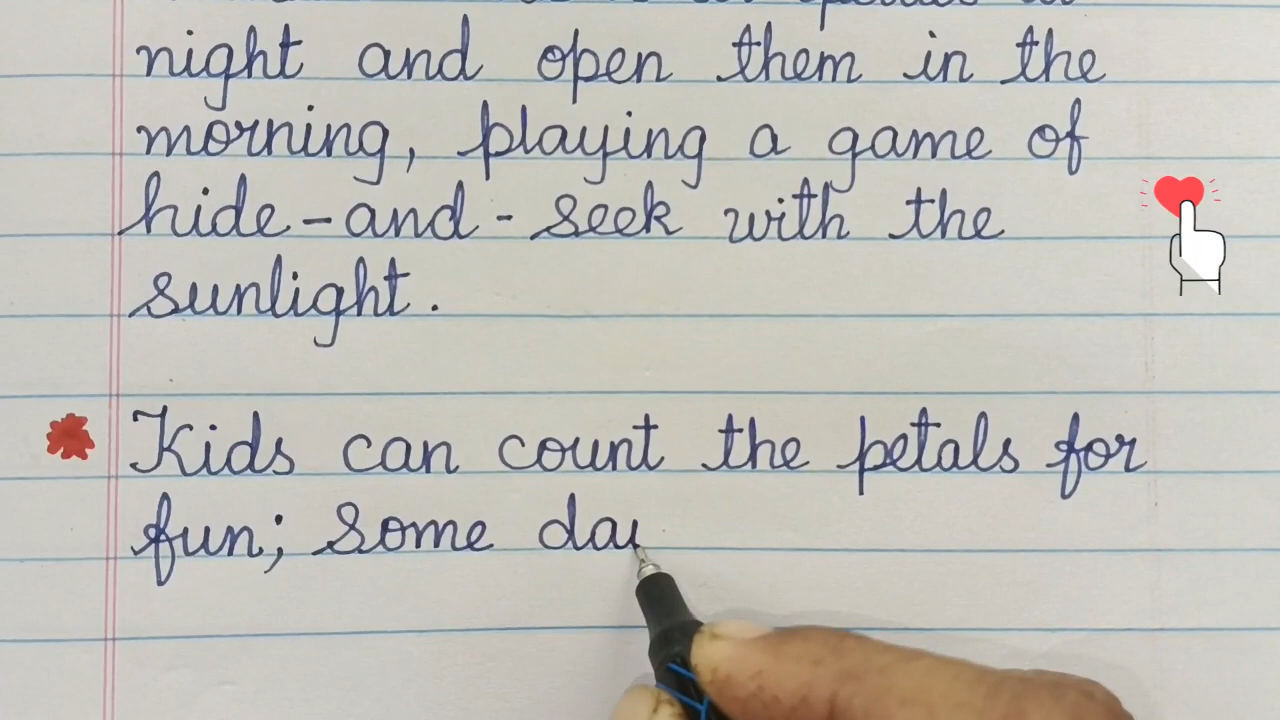 night and open them in the
morning, playing a game of
hide-and-seek with the
sunlight.
Kids can count the petals for
fun; some